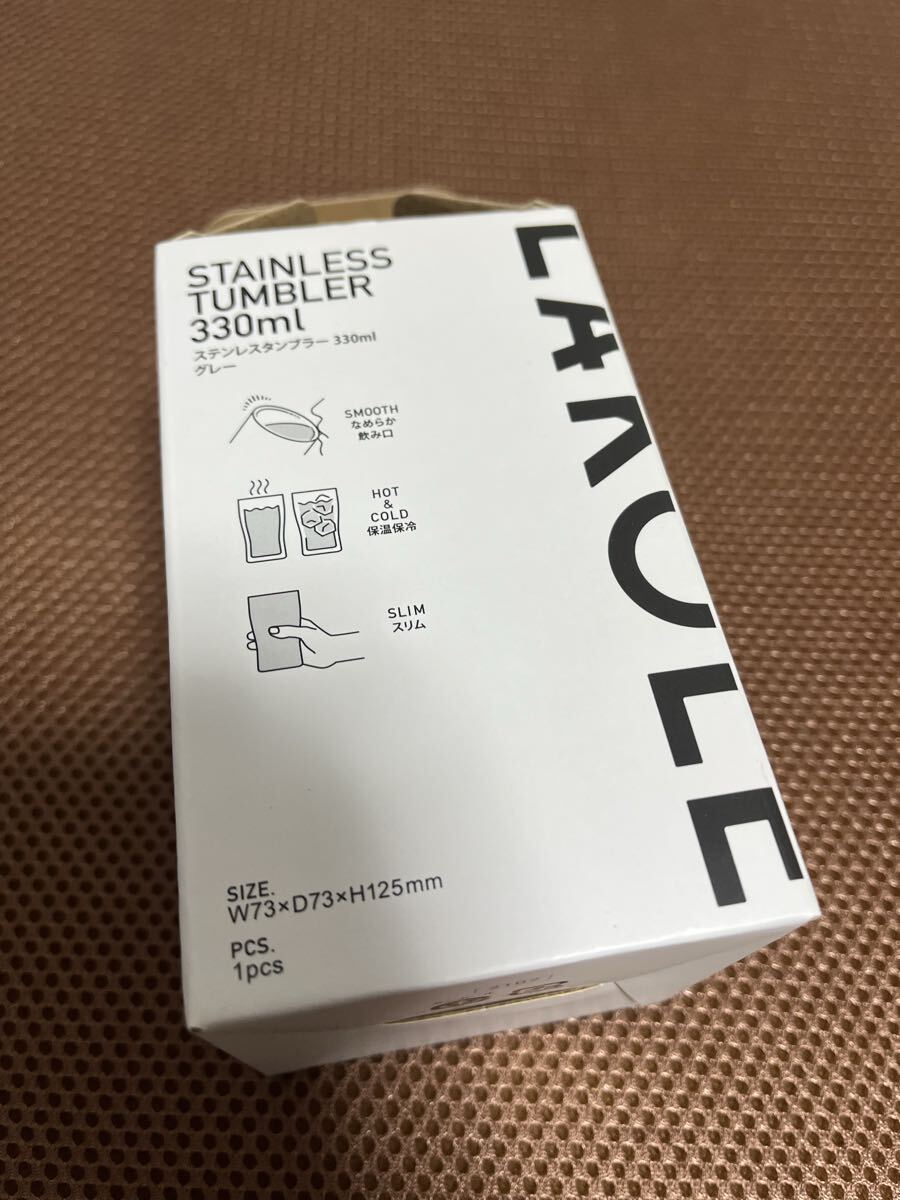 STAINLESS
TUMBLER
330ml
ステンレスタンブラー 330ml
グレー
SMOOTH
なめらか
飲み口
HOT
&
COLD
保温保冷
SLIM
スリム
SIZE.
W73×D73×H125mm
PCS.
1pcs